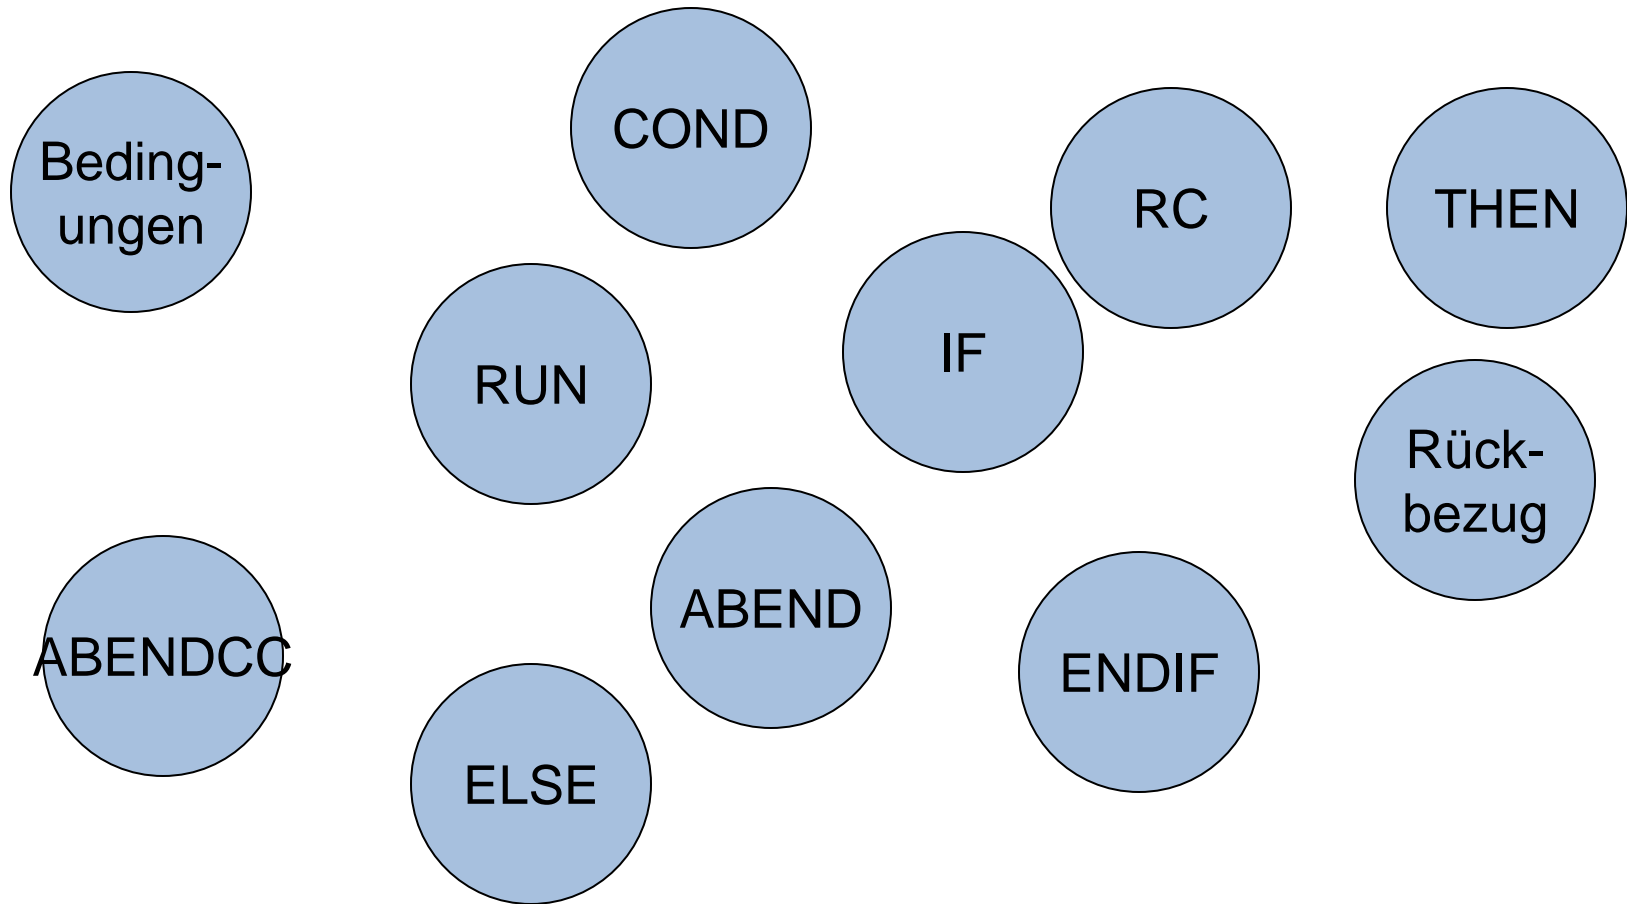 COND
Beding-
ungen
RC
THEN
IF
RUN
Rück-
bezug
ABEND
ABENDCC
ENDIF
ELSE